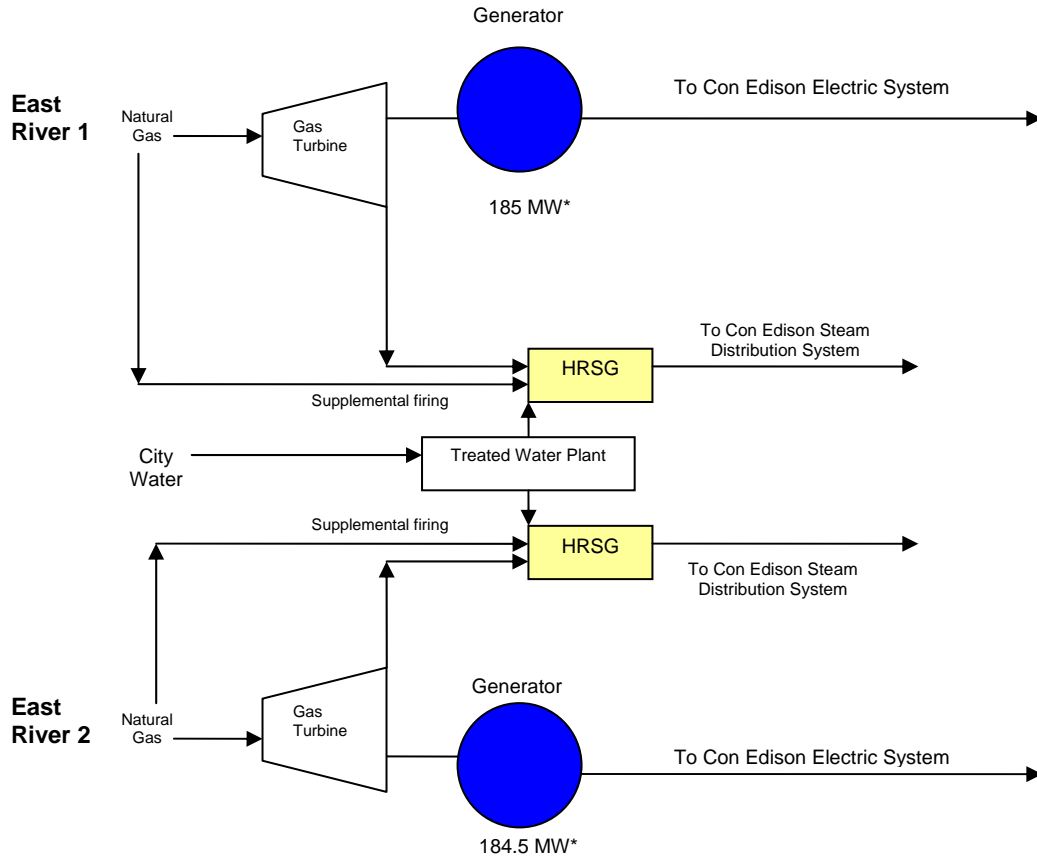 Generator
To Con Edison Electric System
East
River 1
Natural
Gas
Gas
Turbine
185 MW*
To Con Edison Steam
Distribution System
HRSG
Supplemental firing
City
Water
Treated Water Plant
Supplemental firing
HRSG
To Con Edison Steam
Distribution System
Generator
East
River 2
Natural
Gas
Gas
Turbine
To Con Edison Electric System
184.5 MW*